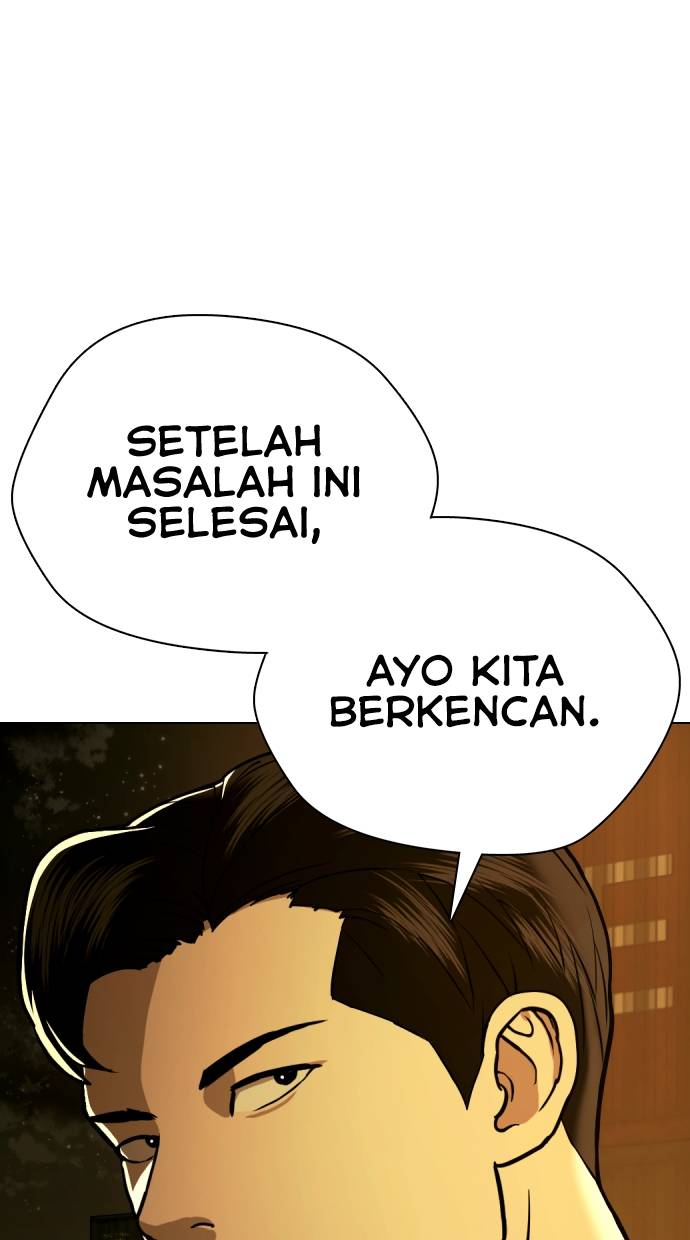 SETELAH
MASALAH INI
SELESAI,
AYO KITA
BERKENCAN.